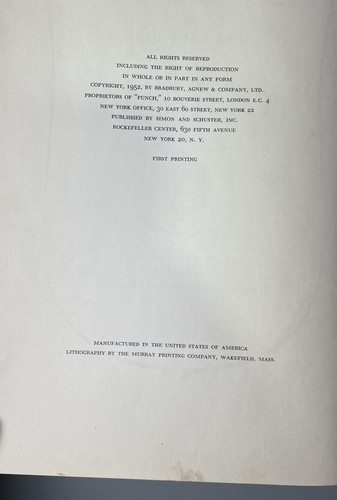 ALL RIGHTS RESERVED
INCLUDING THE RIGHT OF REPRODUCTION
IN WHOLE OR IN PART IN ANY FORM
COPYRIGHT, 1952, BY BRADBURY, AGNEW & COMPANY, LTD.
PROPRIETORS OF "PUNCH," 10 BOUVERIE STREET, LONDON E.C. 4
NEW YORK OFFICE, 30 EAST 60 STREET, NEW YORK 22
PUBLISHED BY SIMON AND SCHUSTER, INC.
ROCKEFELLER CENTER, 630 FIFTH AVENUE
NEW YORK 20, N. Y.
FIRST PRINTING
MANUFACTURED IN THE UNITED STATES OF AMERICA
LITHOGRAPHY BY THE MURRAY PRINTING COMPANY, WAKEFIELD, MASS.